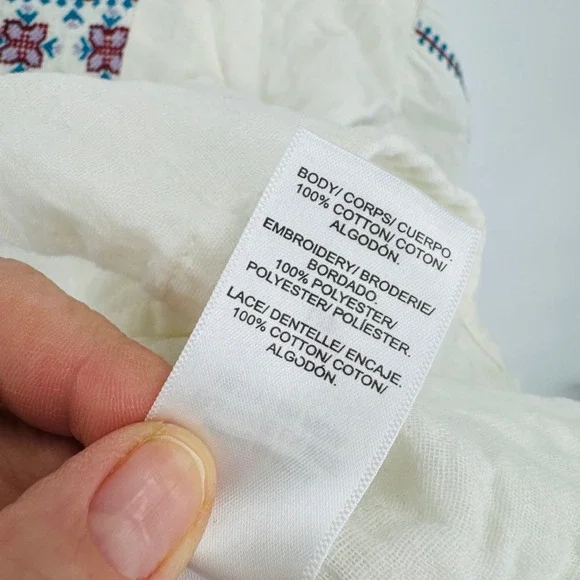 BODY/ CORPS/ CUERPO.
100% COTTON/ COTON/
ALGODÓN.
EMBROIDERY/ BRODERIE/
BORDADO.
100% POLYESTER/
POLYESTER/ POLÍESTER.
LACE/ DENTELLE/ ENCAJE.
100% COTTON/ COTON/
ALGODÓN.